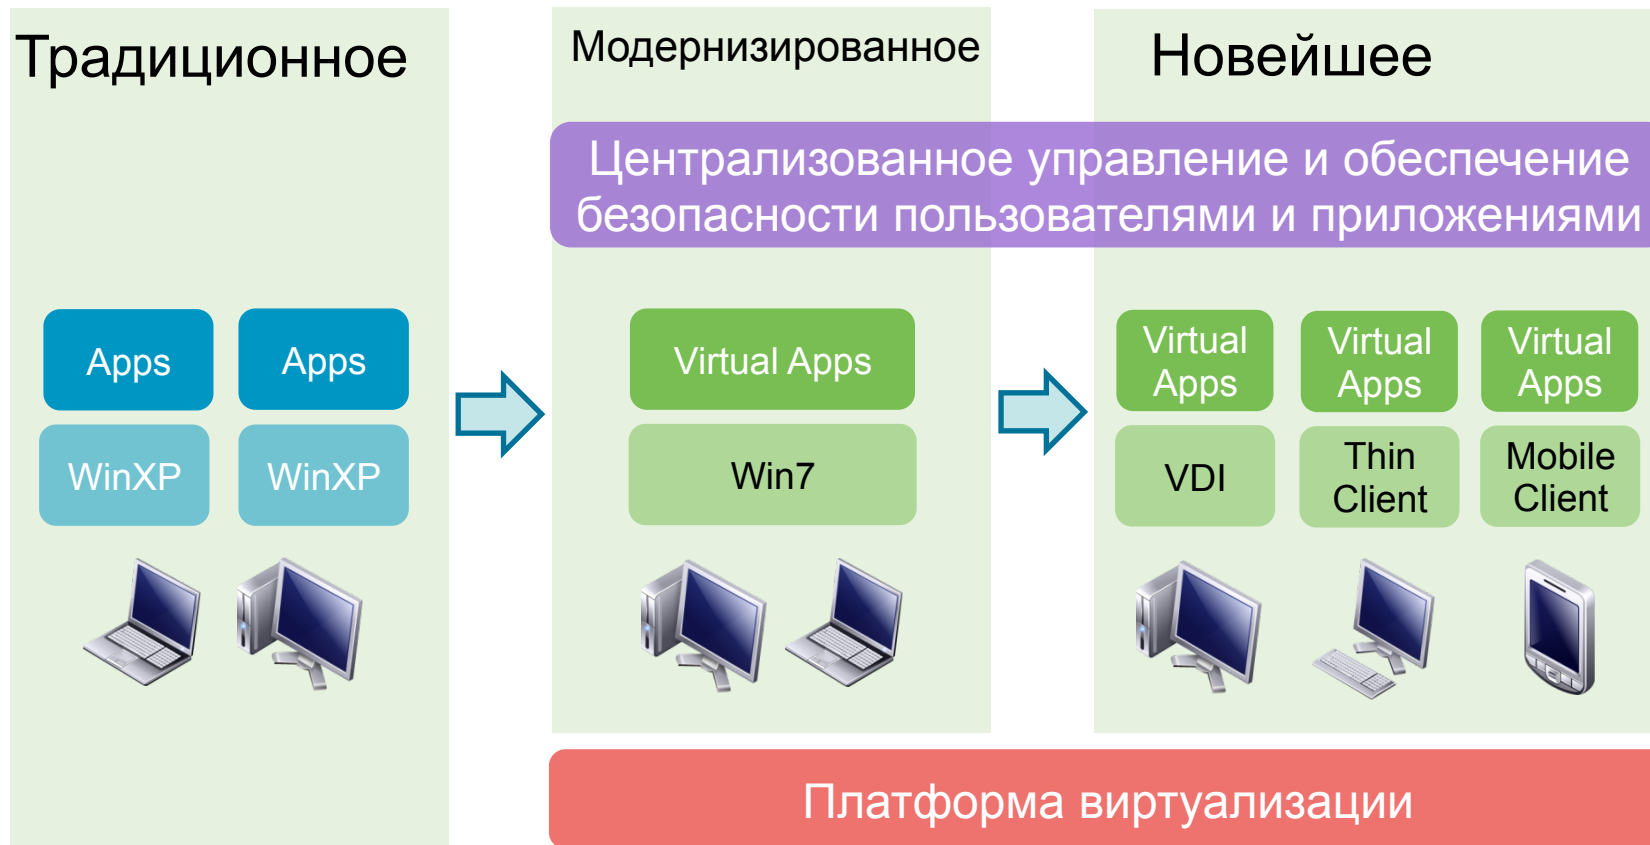 Традиционное
Модернизированное
Новейшее
Централизованное управление и обеспечение
безопасности пользователями и приложениями
Apps
Apps
Virtual Apps
Virtual
Apps
Virtual
Apps
Virtual
Apps
WinXP
WinXP
Win7
VDI
Thin
Client
Mobile
Client
Платформа виртуализации